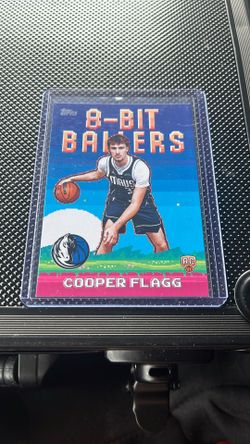 Topps
8-BIT
BALLERS
MAVS
COOPER FLAGG
RC